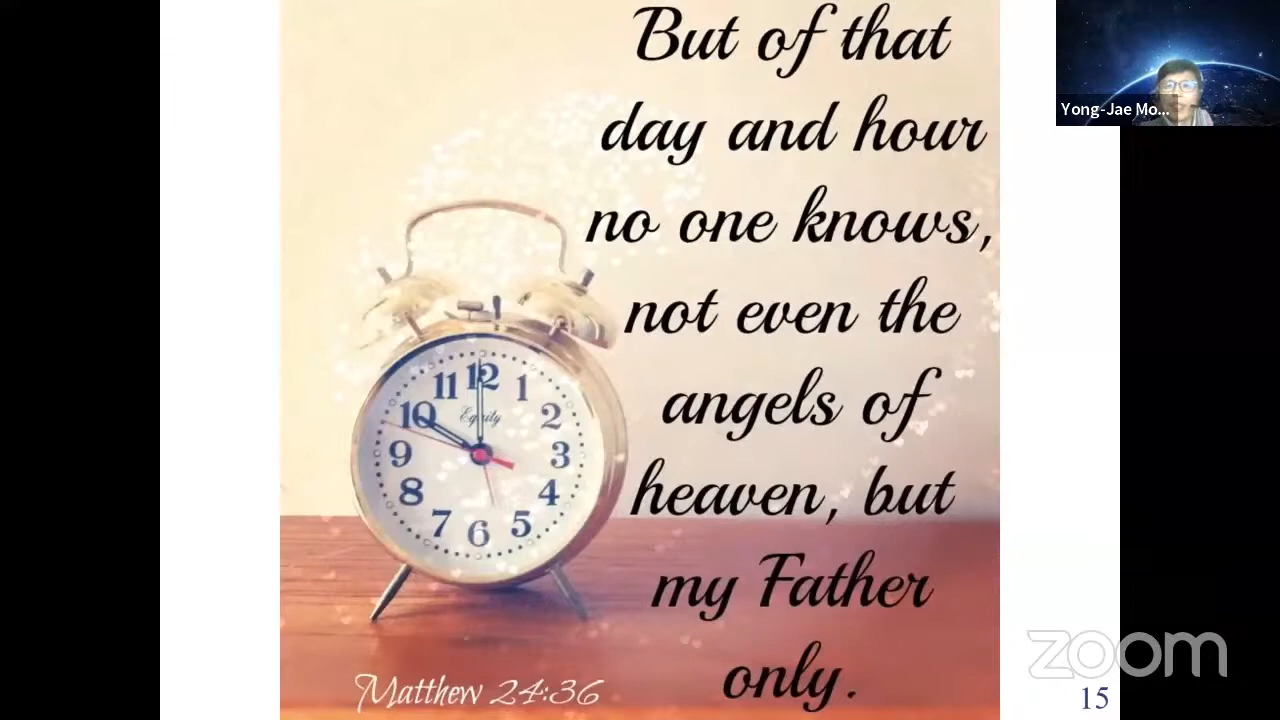 But of that
day and hour
no one knows,
not even the
angels of
heaven, but
my Father
only.
Matthew 24:36
11 12 1
10 2
Equity
9 3
8 4
7 6 5
Yong-Jae Mo...
zoom
15